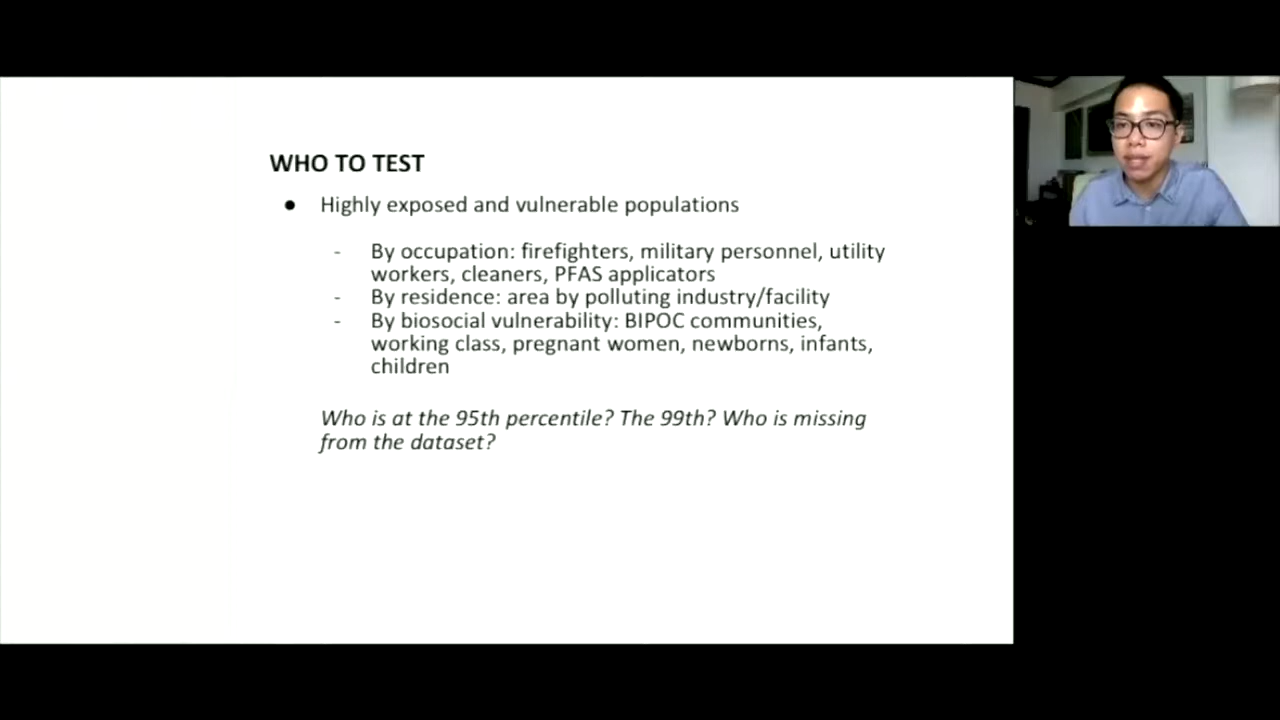 WHO TO TEST
● Highly exposed and vulnerable populations
- By occupation: firefighters, military personnel, utility
workers, cleaners, PFAS applicators
- By residence: area by polluting industry/facility
- By biosocial vulnerability: BIPOC communities,
working class, pregnant women, newborns, infants,
children
Who is at the 95th percentile? The 99th? Who is missing
from the dataset?